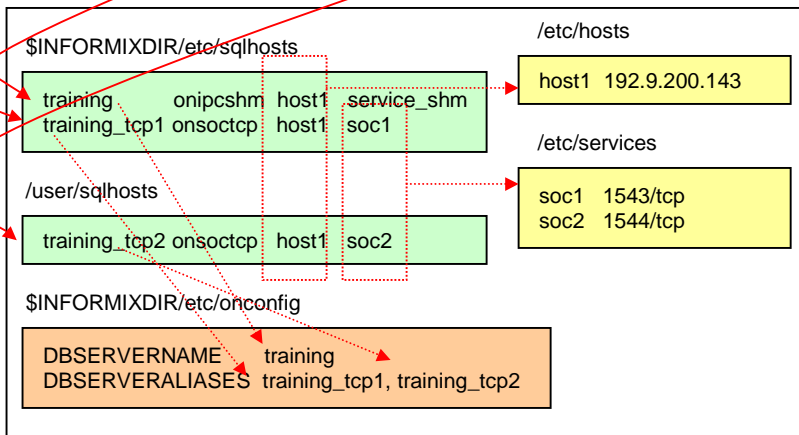 $INFORMIXDIR/etc/sqlhosts
training onipcshm host1 service_shm
training_tcp1 onsoctcp host1 soc1
/user/sqlhosts
training_tcp2 onsoctcp host1 soc2
$INFORMIXDIR/etc/onconfig
DBSERVERNAME training
DBSERVERALIASES training_tcp1, training_tcp2
/etc/hosts
host1 192.9.200.143
/etc/services
soc1 1543/tcp
soc2 1544/tcp